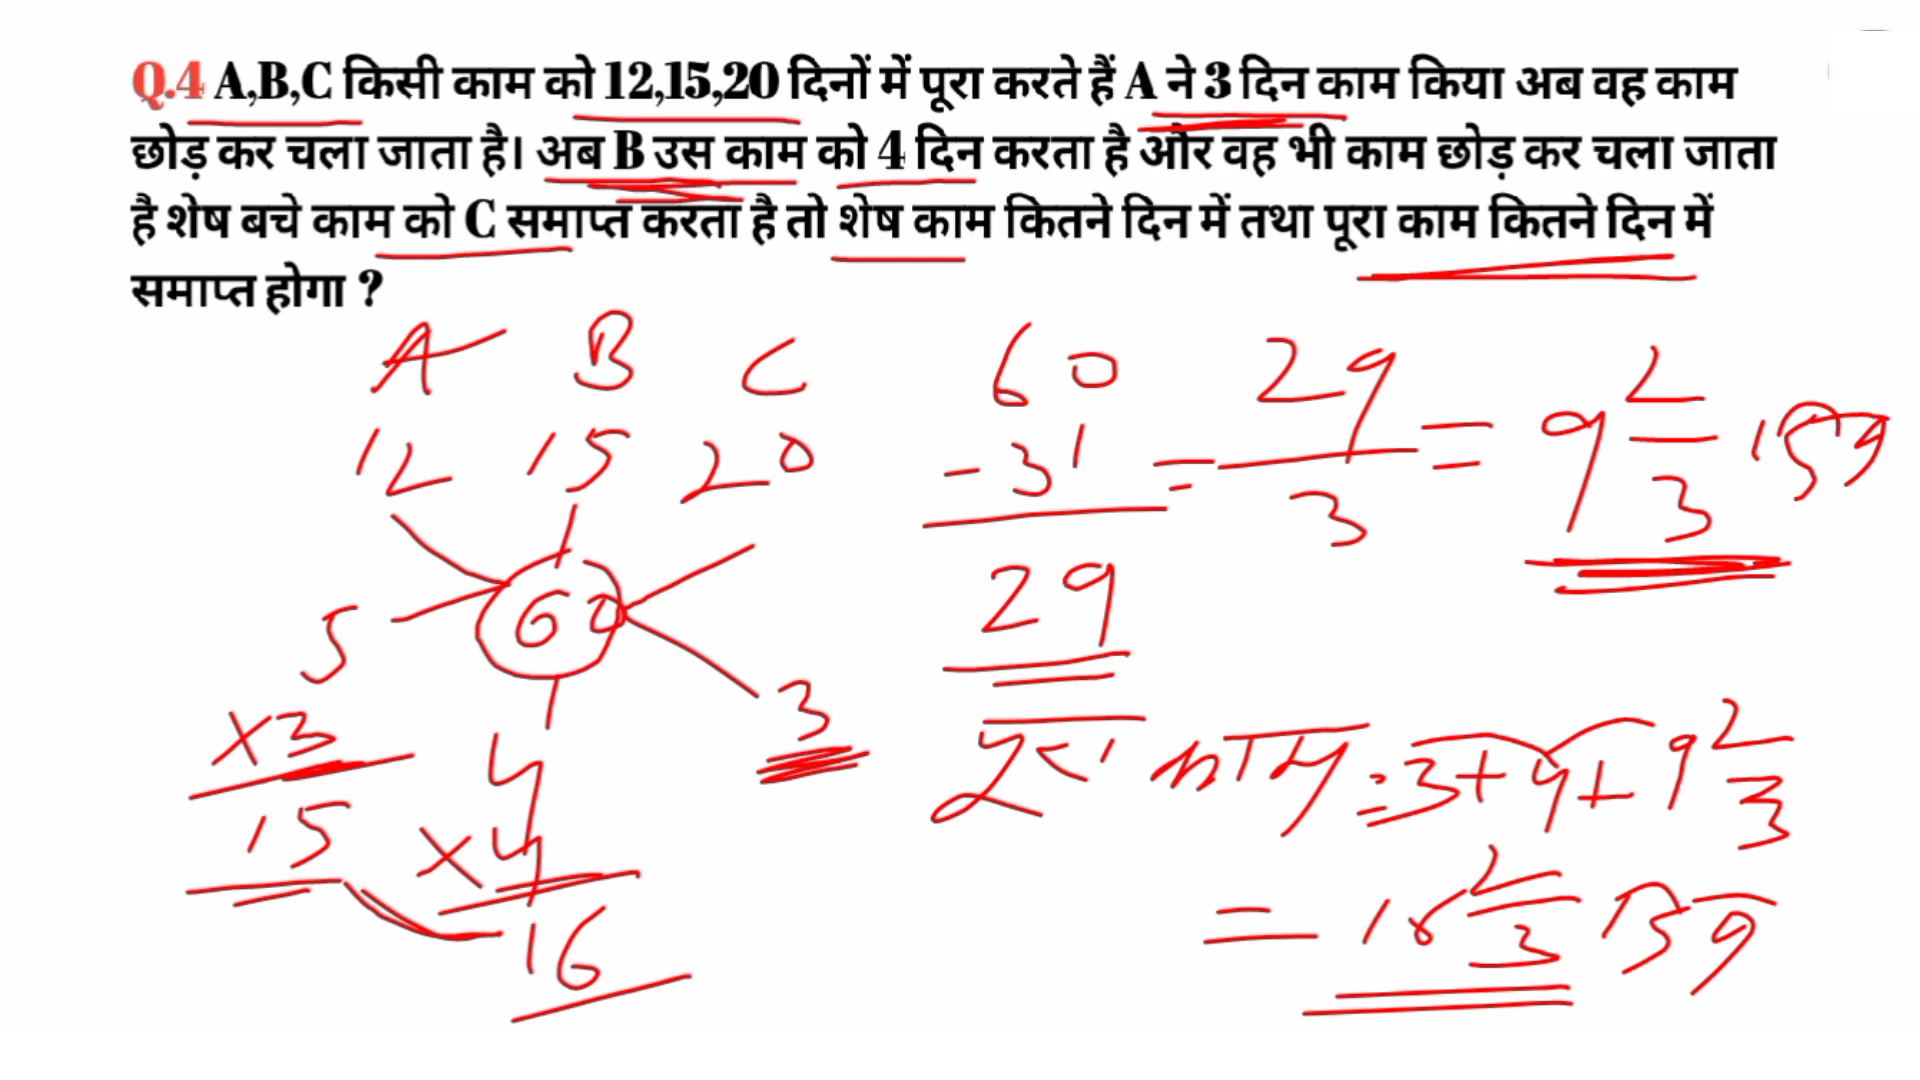 Q.4 A,B,C किसी काम को 12,15,20 दिनों में पूरा करते हैं A ने 3 दिन काम किया अब वह काम
छोड़ कर चला जाता है। अब B उस काम को 4 दिन करता है और वह भी काम छोड़ कर चला जाता
है शेष बचे काम को C समाप्त करता है तो शेष काम कितने दिन में तथा पूरा काम कितने दिन में
समाप्त होगा ?
A B C
12 15 20
60
5
4
3
×3
15
×4
16
60
- 31
29
= 29/3 = 9 2/3 दिन
पूरा काम = 3 + 4 + 9 2/3
= 16 2/3 दिन